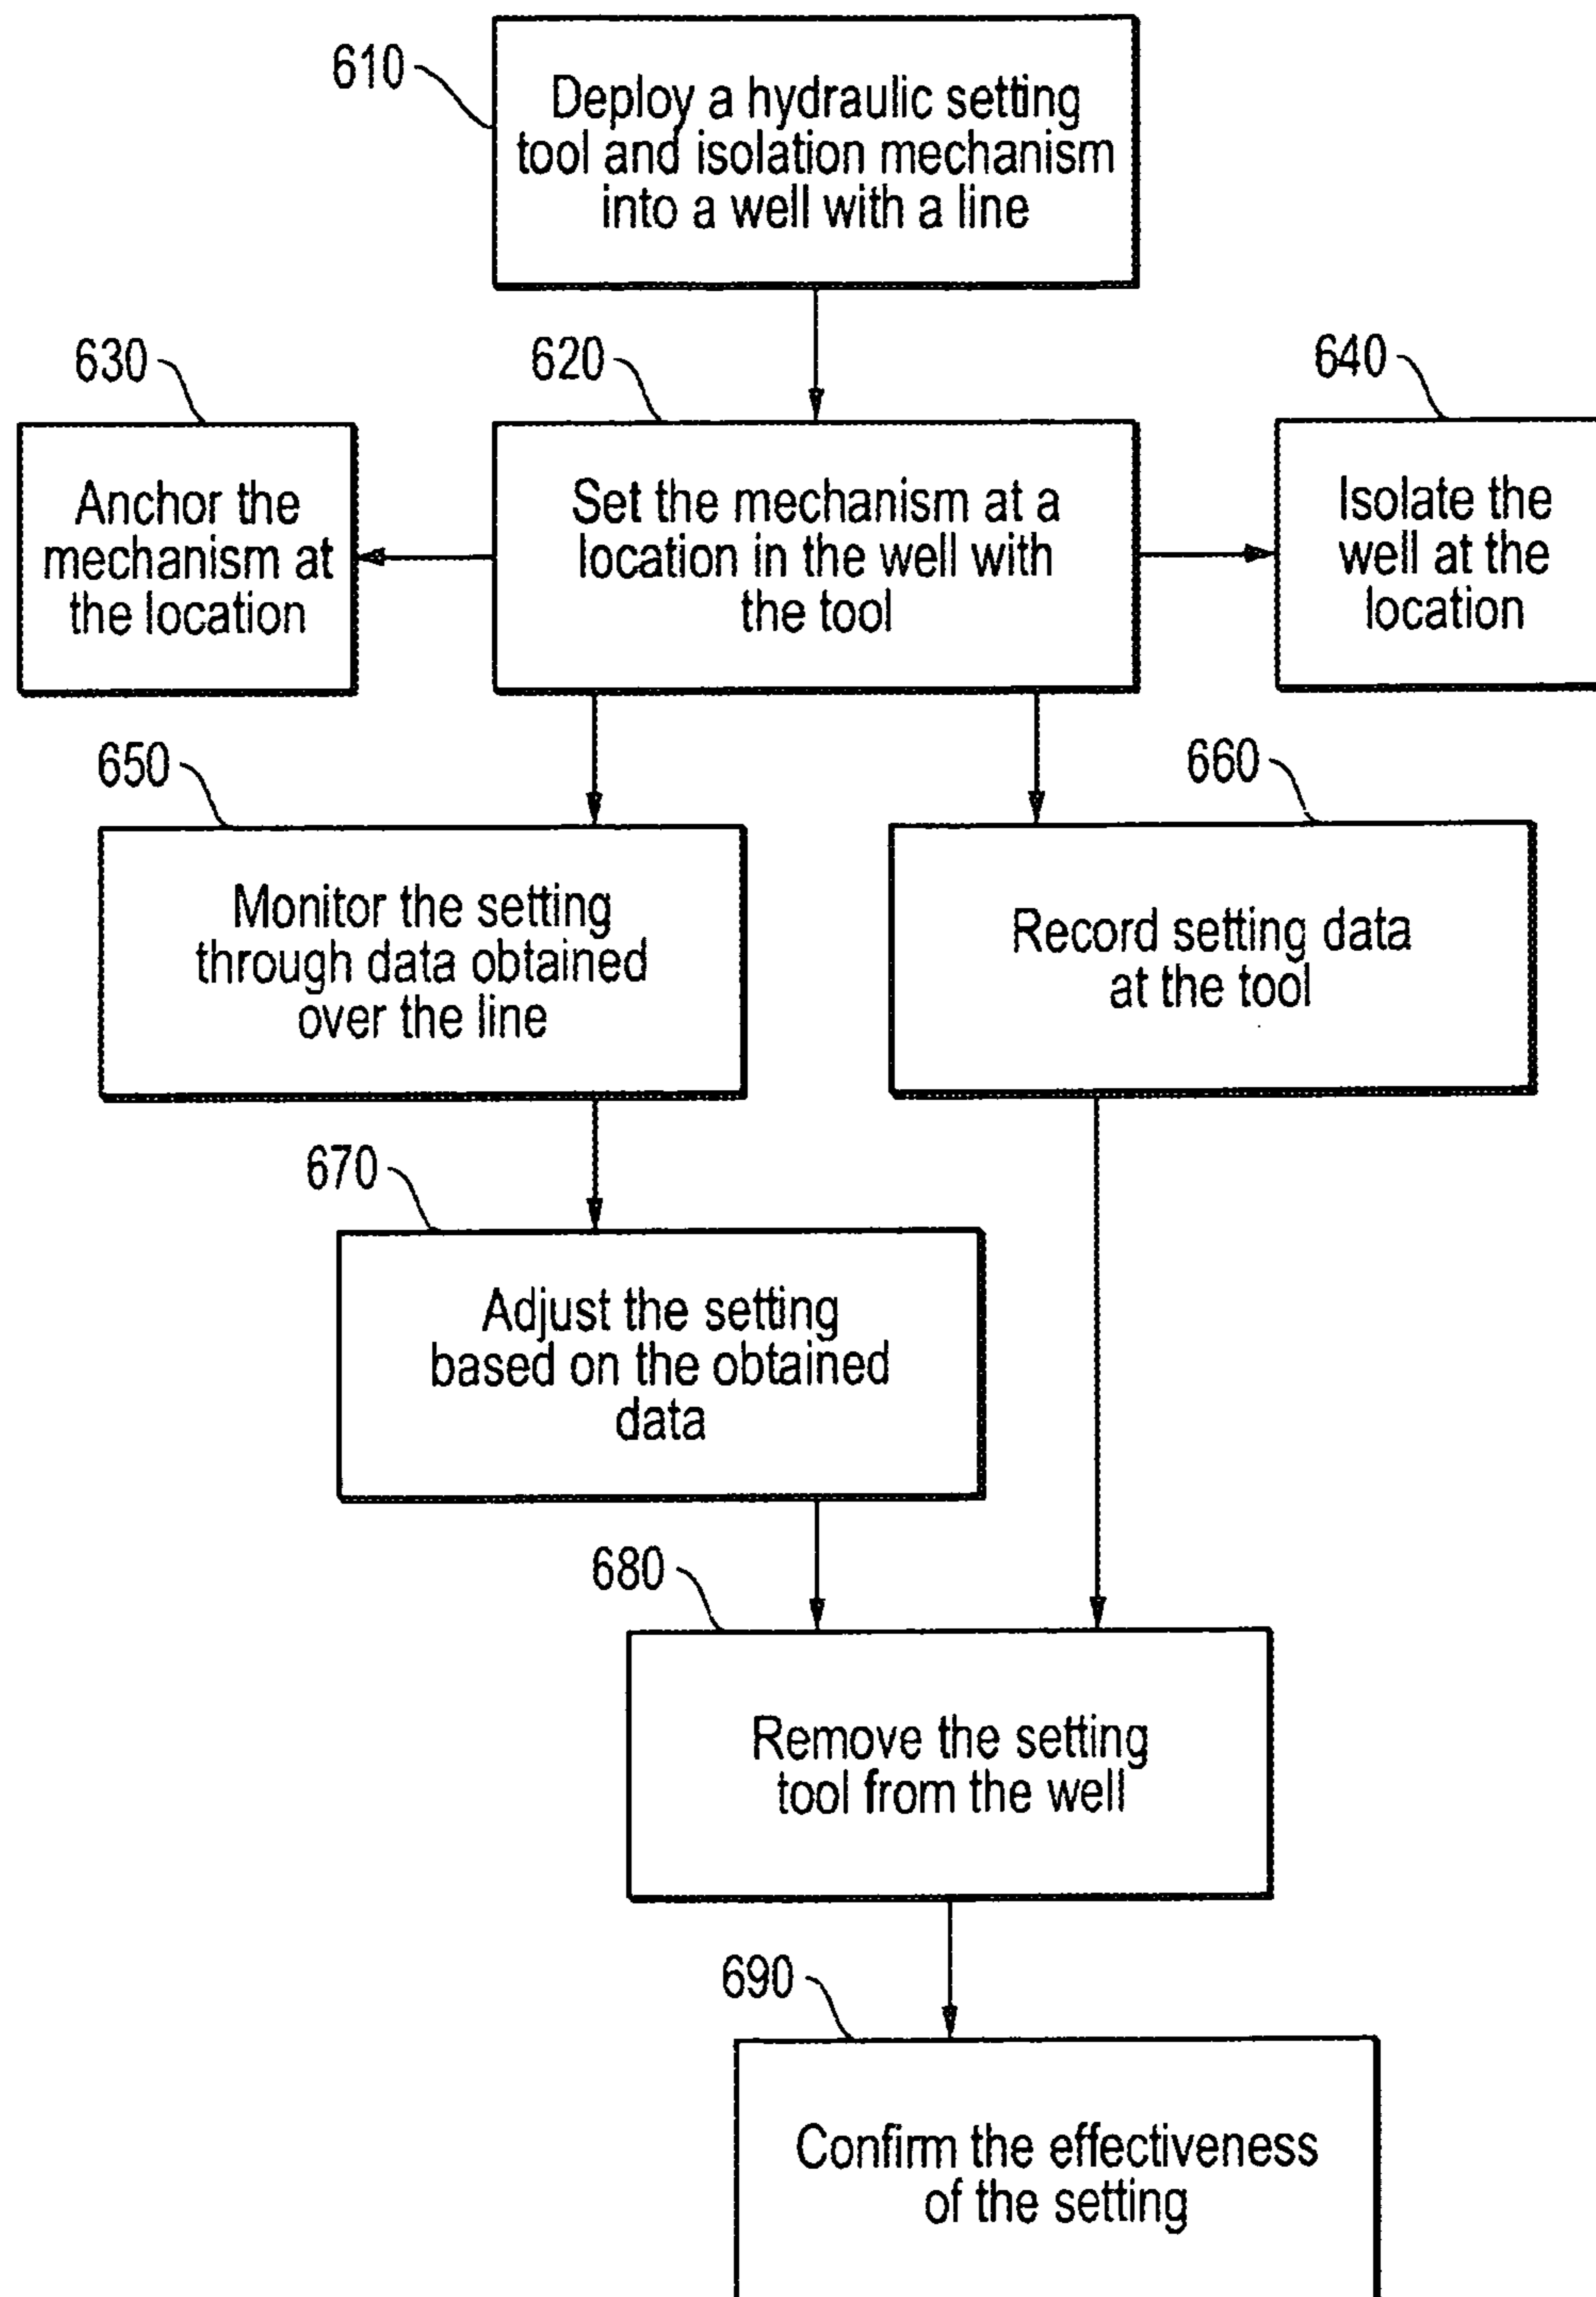 610
Deploy a hydraulic setting
tool and isolation mechanism
into a well with a line
630
620
640
Anchor the
mechanism at
the location
Set the mechanism at a
location in the well with
the tool
Isolate the
well at the
location
650
660
Monitor the setting
through data obtained
over the line
Record setting data
at the tool
670
Adjust the setting
based on the obtained
data
680
Remove the setting
tool from the well
690
Confirm the effectiveness
of the setting